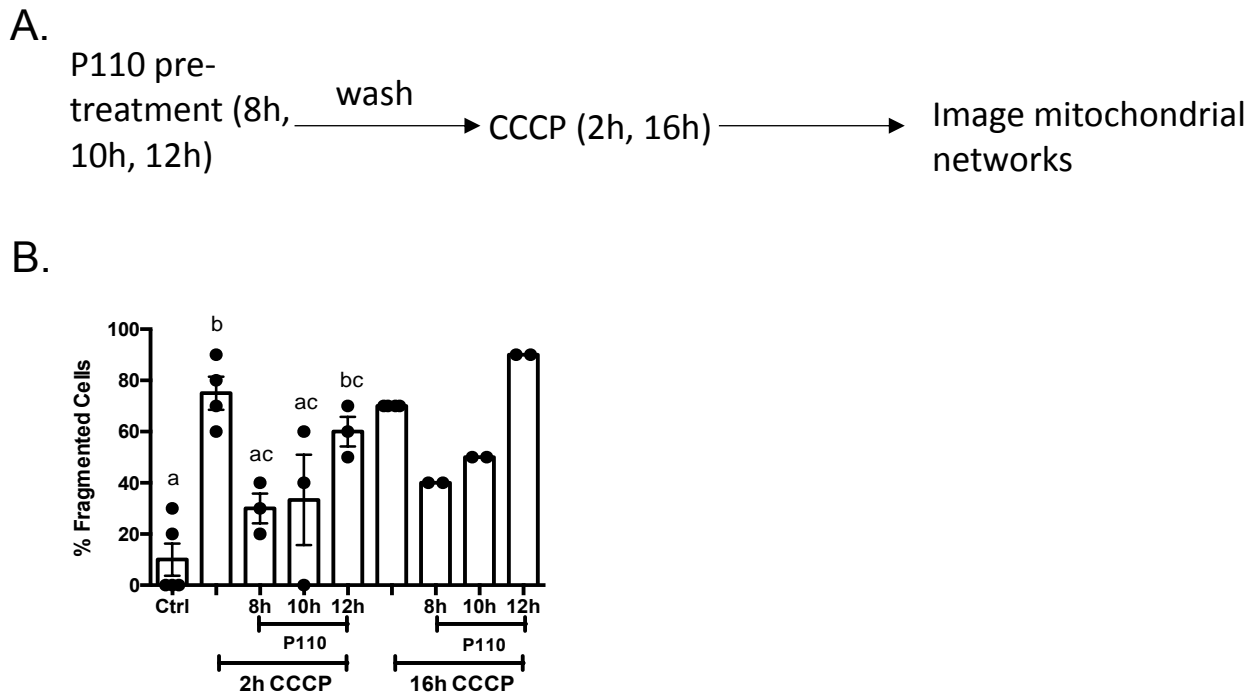 A.
P110 pre-
treatment (8h,
10h, 12h)
wash
CCCP (2h, 16h)
Image mitochondrial
networks
B.
% Fragmented Cells
100
80
60
40
20
0
a
b
ac
ac
bc
Ctrl
8h
10h
12h
8h
10h
12h
P110
P110
2h CCCP
16h CCCP